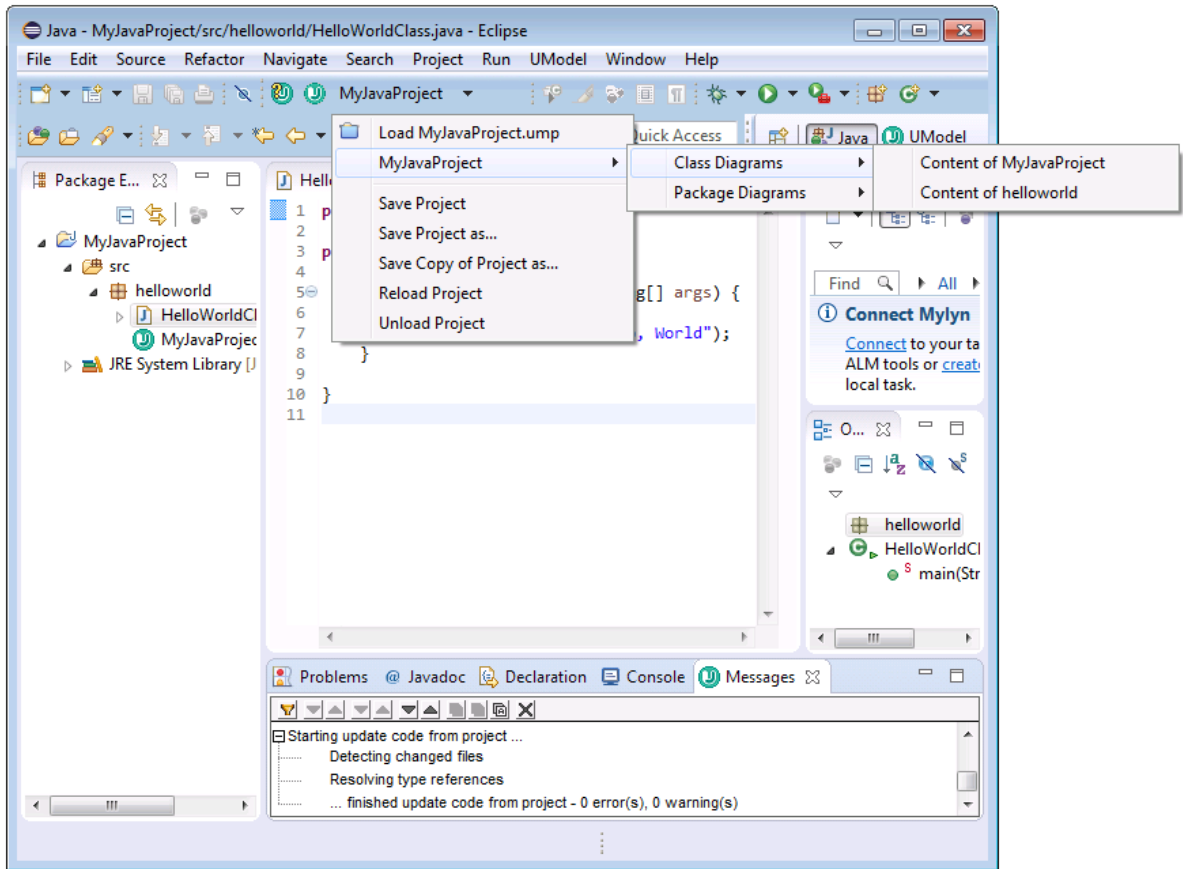 Java - MyJavaProject/src/helloworld/HelloWorldClass.java - Eclipse
File Edit Source Refactor Navigate Search Project Run UModel Window Help
MyJavaProject
Quick Access Java UModel
Load MyJavaProject.ump
MyJavaProject
Save Project
Save Project as...
Save Copy of Project as...
Reload Project
Unload Project
Class Diagrams
Package Diagrams
Content of MyJavaProject
Content of helloworld
Package E...
MyJavaProject
src
helloworld
HelloWorldCl
MyJavaProjec
JRE System Library [J
Hell
1 p
2
3 p
4
5 g[] args) {
6
7 , World");
8 }
9
10 }
11
Find All
Connect Mylyn
Connect to your ta
ALM tools or create
local task.
O...
helloworld
HelloWorldCl
main(Str
Problems @ Javadoc Declaration Console Messages
Starting update code from project ...
Detecting changed files
Resolving type references
... finished update code from project - 0 error(s), 0 warning(s)